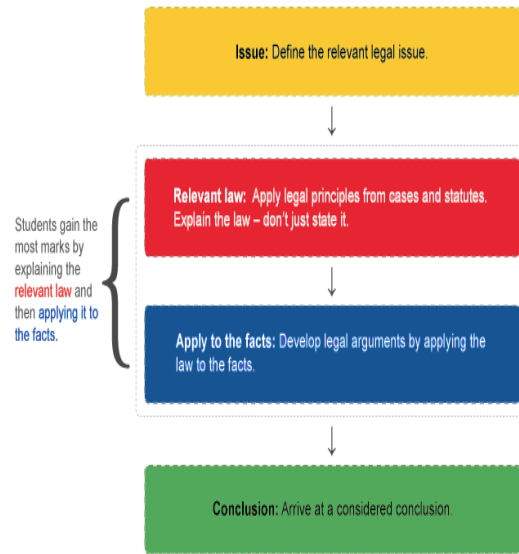 Issue: Define the relevant legal issue.
Relevant law: Apply legal principles from cases and statutes.
Explain the law – don't just state it.
Students gain the
most marks by
explaining the
relevant law and
then applying it to
the facts.
Apply to the facts: Develop legal arguments by applying the
law to the facts.
Conclusion: Arrive at a considered conclusion.